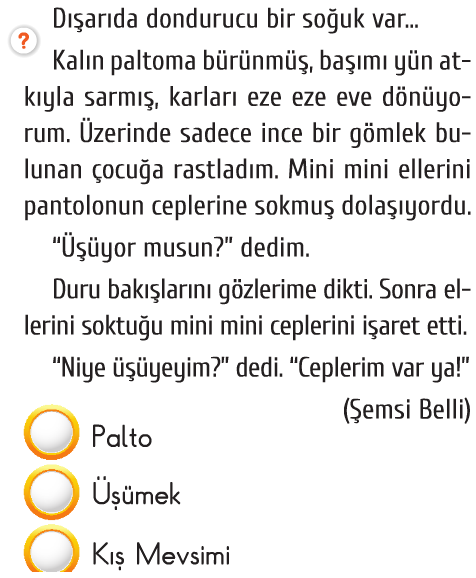 Dışarıda dondurucu bir soğuk var...
?
Kalın paltoma bürünmüş, başımı yün at-
kıyla sarmış, karları eze eze eve dönüyo-
rum. Üzerinde sadece ince bir gömlek bu-
lunan çocuğa rastladım. Mini mini ellerini
pantolonun ceplerine sokmuş dolaşıyordu.
“Üşüyor musun?” dedim.
Duru bakışlarını gözlerime dikti. Sonra el-
lerini soktuğu mini mini ceplerini işaret etti.
“Niye üşüyeyim?” dedi. “Ceplerim var ya!”
(Şemsi Belli)
Palto
Üşümek
Kış Mevsimi